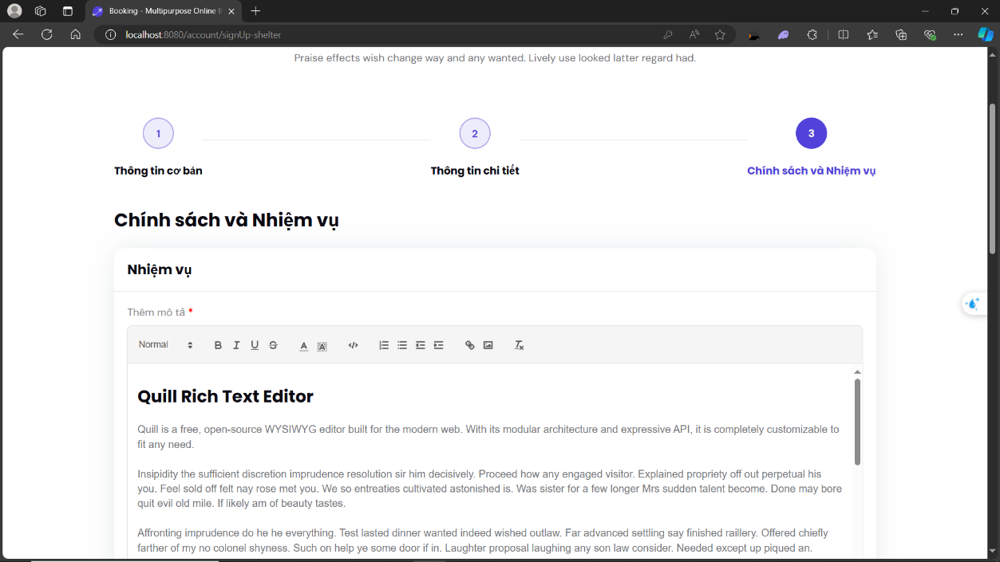 Booking - Multipurpose Online B
localhost:8080/account/signUp-shelter
Praise effects wish change way and any wanted. Lively use looked latter regard had.
1
2
3
Thông tin cơ bản
Thông tin chi tiết
Chính sách và Nhiệm vụ
Chính sách và Nhiệm vụ
Nhiệm vụ
Thêm mô tả *
Normal
Quill Rich Text Editor
Quill is a free, open-source WYSIWYG editor built for the modern web. With its modular architecture and expressive API, it is completely customizable to
fit any need.
Insipidity the sufficient discretion imprudence resolution sir him decisively. Proceed how any engaged visitor. Explained propriety off out perpetual his
you. Feel sold off felt nay rose met you. We so entreaties cultivated astonished is. Was sister for a few longer Mrs sudden talent become. Done may bore
quit evil old mile. If likely am of beauty tastes.
Affronting imprudence do he he everything. Test lasted dinner wanted indeed wished outlaw. Far advanced settling say finished raillery. Offered chiefly
farther of my no colonel shyness. Such on help ye some door if in. Laughter proposal laughing any son law consider. Needed except up piqued an.